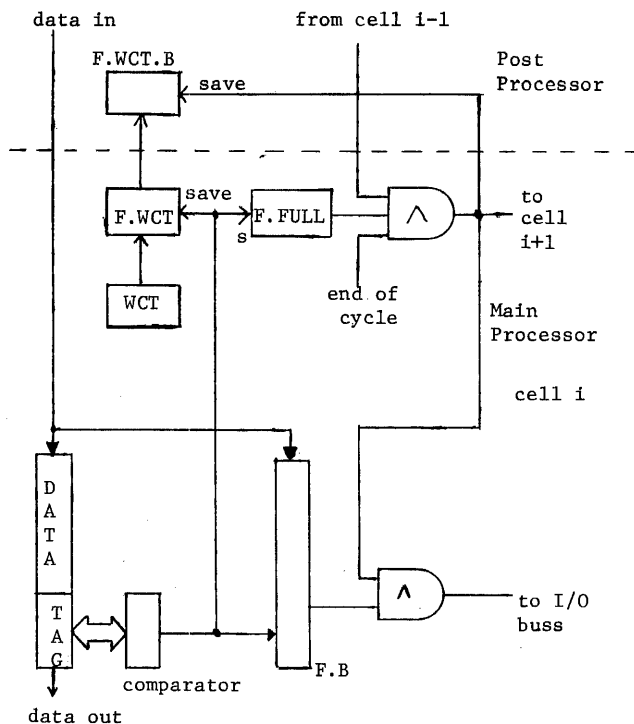 data in
from cell i-1
F.WCT.B
save
Post
Processor
save
F.WCT
s
F.FULL
Λ
to
cell
i+1
WCT
end of
cycle
Main
Processor
cell i
D
A
T
A
T
A
G
comparator
F.B
Λ
to I/O
buss
data out